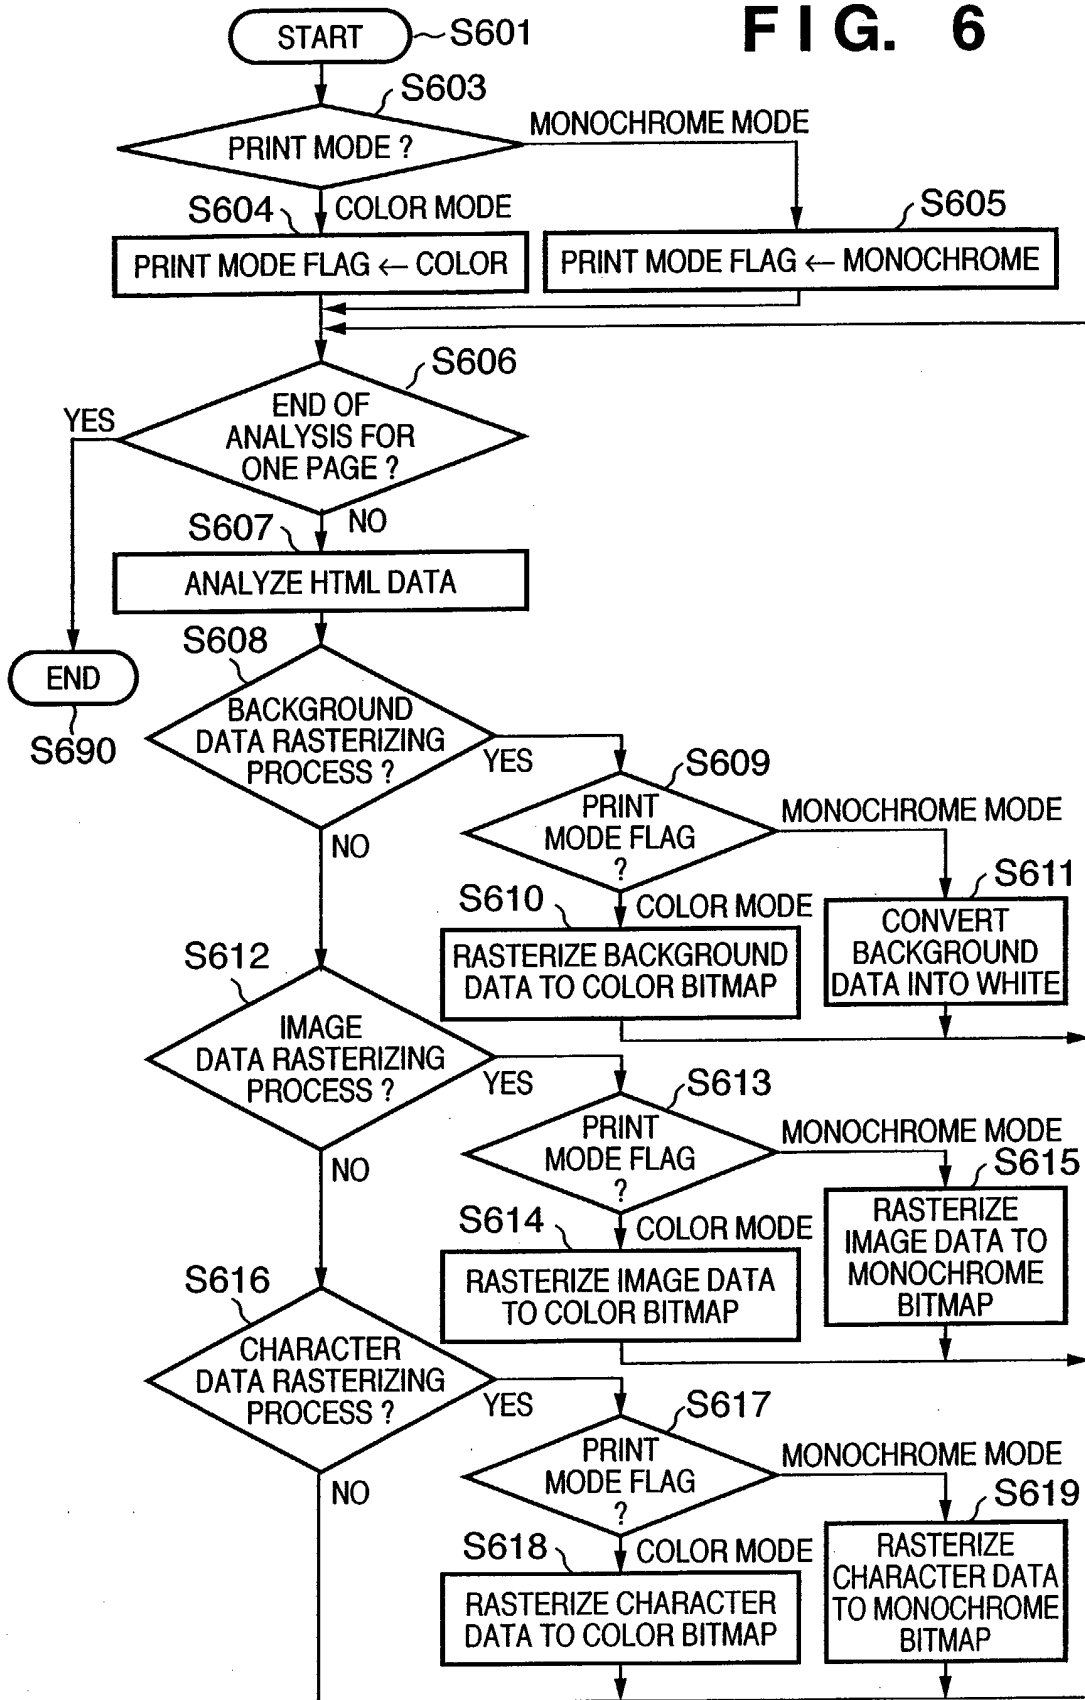 FIG. 6
START
S601
S603
PRINT MODE ?
MONOCHROME MODE
S604
COLOR MODE
S605
PRINT MODE FLAG ← COLOR
PRINT MODE FLAG ← MONOCHROME
S606
YES
END OF
ANALYSIS FOR
ONE PAGE ?
NO
S607
ANALYZE HTML DATA
S608
END
S690
BACKGROUND
DATA RASTERIZING
PROCESS ?
YES
NO
S609
PRINT
MODE FLAG
?
MONOCHROME MODE
S610
COLOR MODE
S611
RASTERIZE BACKGROUND
DATA TO COLOR BITMAP
CONVERT
BACKGROUND
DATA INTO WHITE
S612
IMAGE
DATA RASTERIZING
PROCESS ?
YES
NO
S613
PRINT
MODE FLAG
?
MONOCHROME MODE
S614
COLOR MODE
S615
RASTERIZE IMAGE DATA
TO COLOR BITMAP
RASTERIZE
IMAGE DATA TO
MONOCHROME
BITMAP
S616
CHARACTER
DATA RASTERIZING
PROCESS ?
YES
NO
S617
PRINT
MODE FLAG
?
MONOCHROME MODE
S618
COLOR MODE
S619
RASTERIZE CHARACTER
DATA TO COLOR BITMAP
RASTERIZE
CHARACTER DATA
TO MONOCHROME
BITMAP